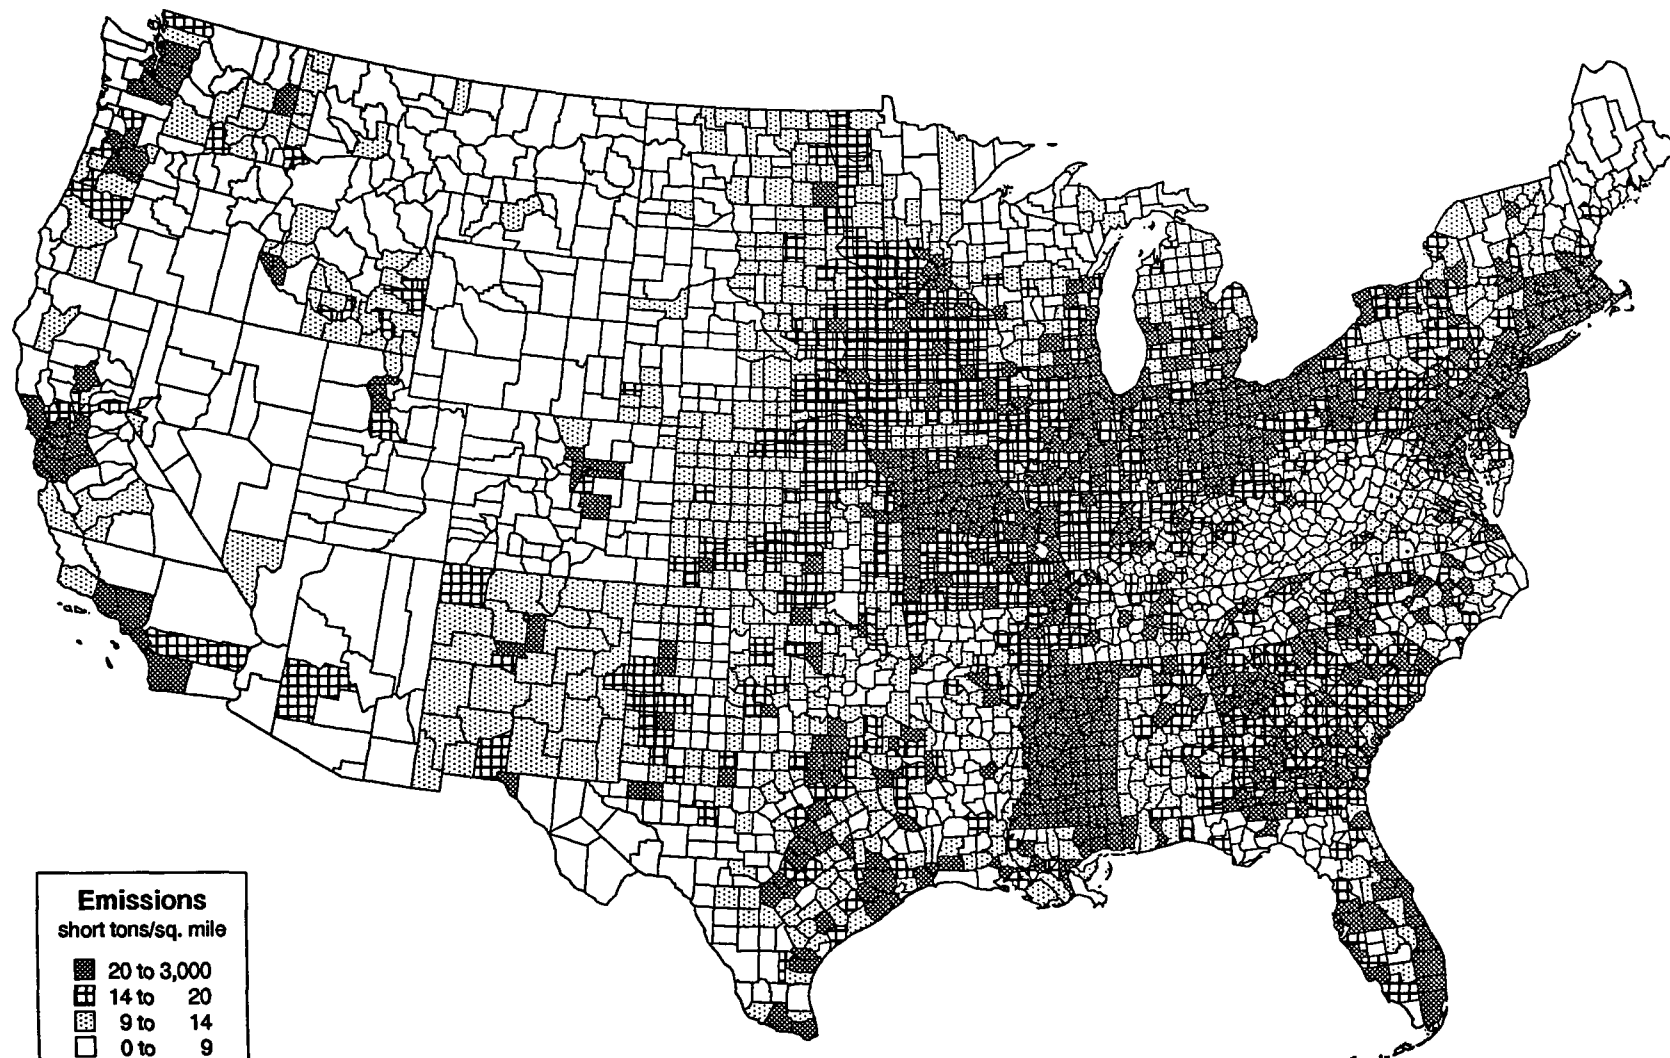 Emissions
short tons/sq. mile
20 to 3,000
14 to 20
9 to 14
0 to 9